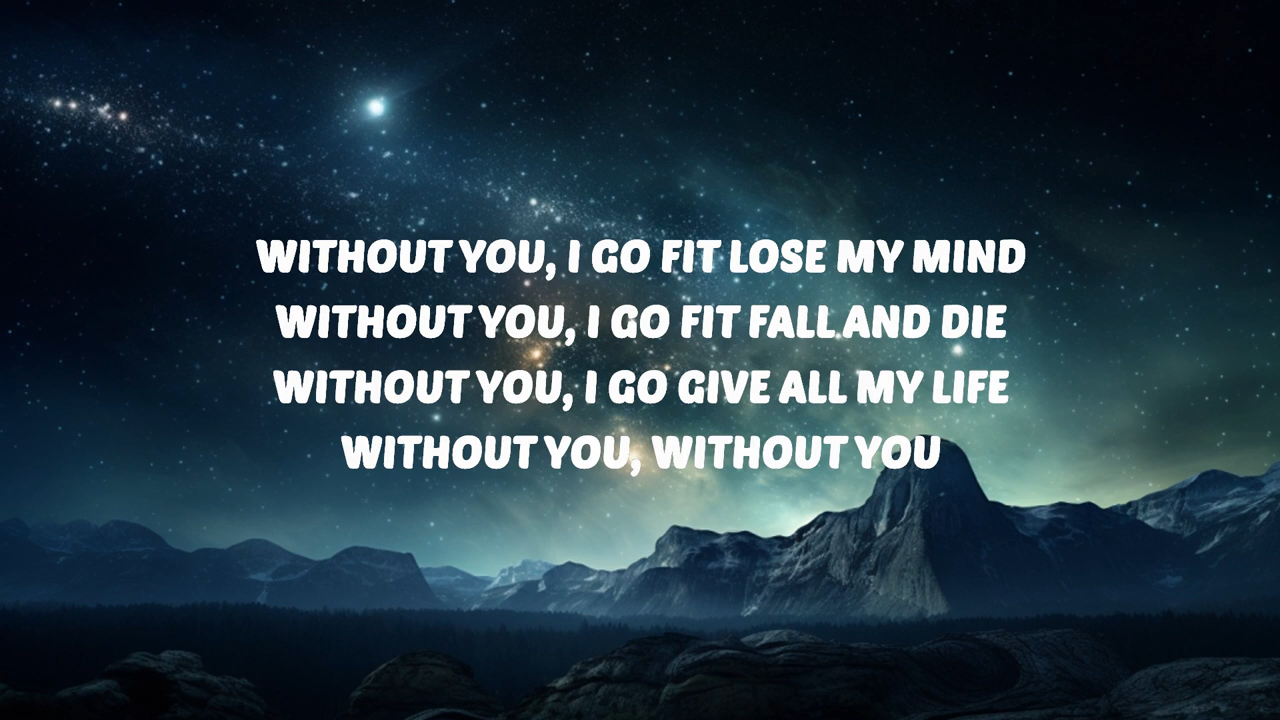 WITHOUT YOU, I GO FIT LOSE MY MIND
WITHOUT YOU, I GO FIT FALL AND DIE
WITHOUT YOU, I GO GIVE ALL MY LIFE
WITHOUT YOU, WITHOUT YOU